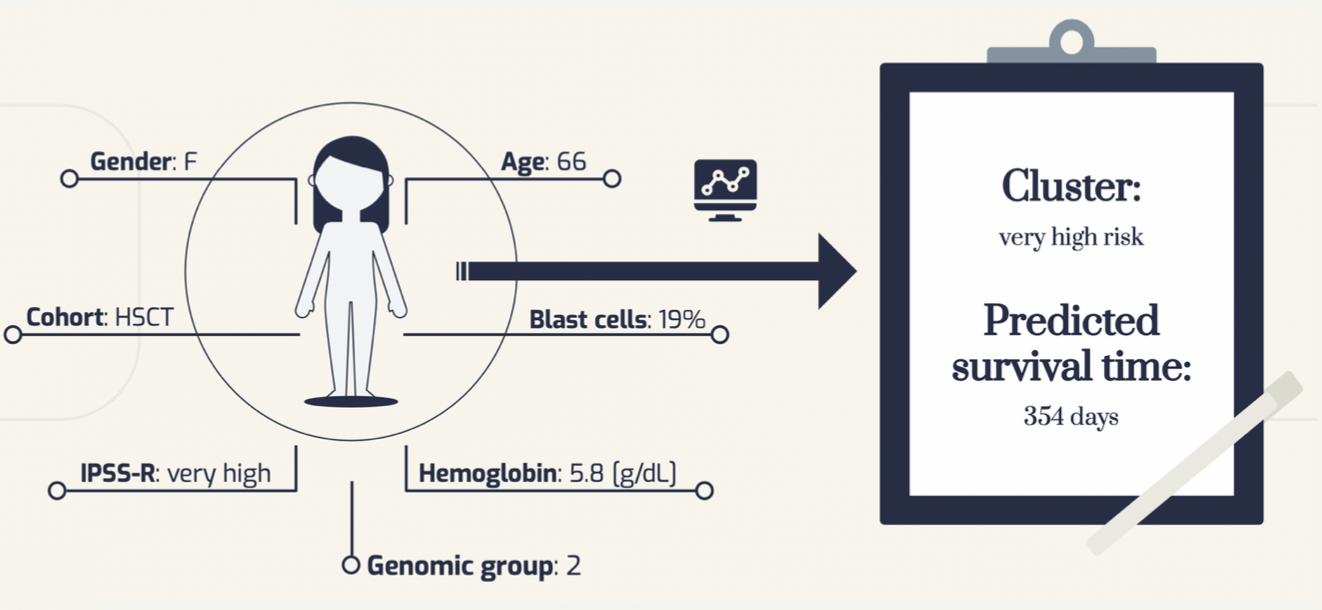 Gender: F
Age: 66
Cohort: HSCT
Blast cells: 19%
IPSS-R: very high
Hemoglobin: 5.8 [g/dL]
Genomic group: 2
Cluster:
very high risk
Predicted
survival time:
354 days